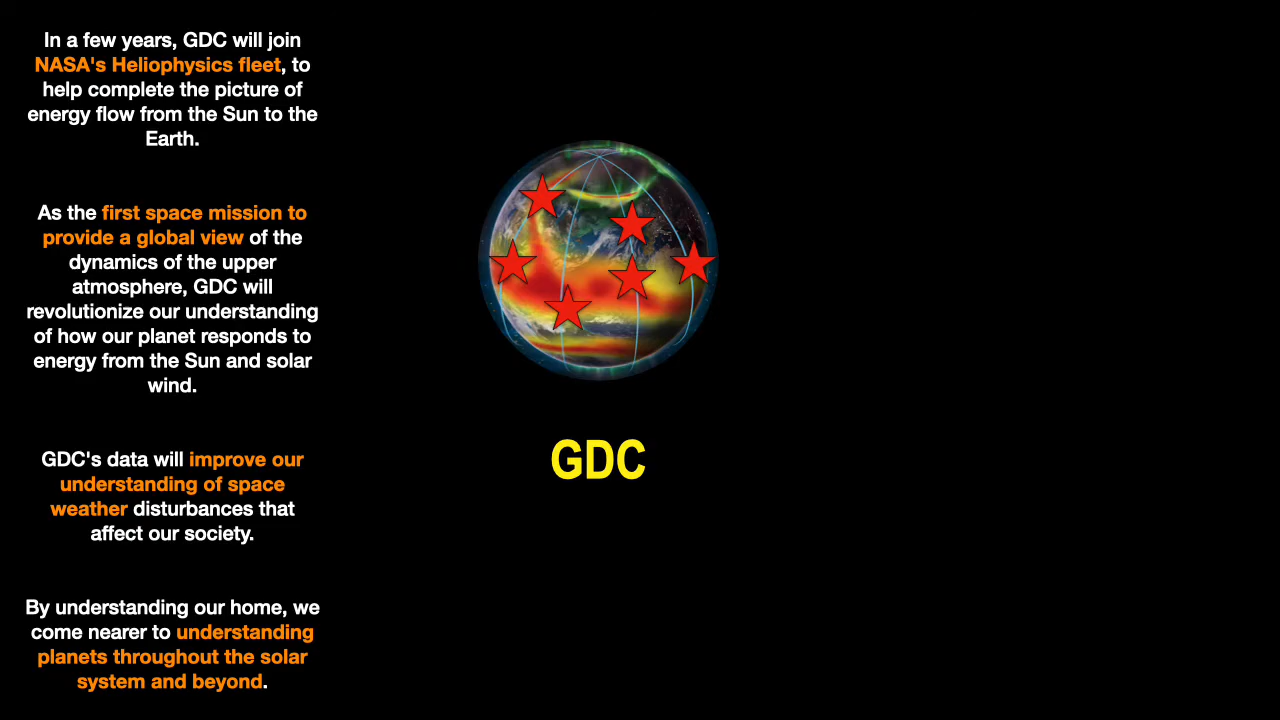 In a few years, GDC will join
NASA's Heliophysics fleet, to
help complete the picture of
energy flow from the Sun to the
Earth.
As the first space mission to
provide a global view of the
dynamics of the upper
atmosphere, GDC will
revolutionize our understanding
of how our planet responds to
energy from the Sun and solar
wind.
GDC's data will improve our
understanding of space
weather disturbances that
affect our society.
By understanding our home, we
come nearer to understanding
planets throughout the solar
system and beyond.
GDC